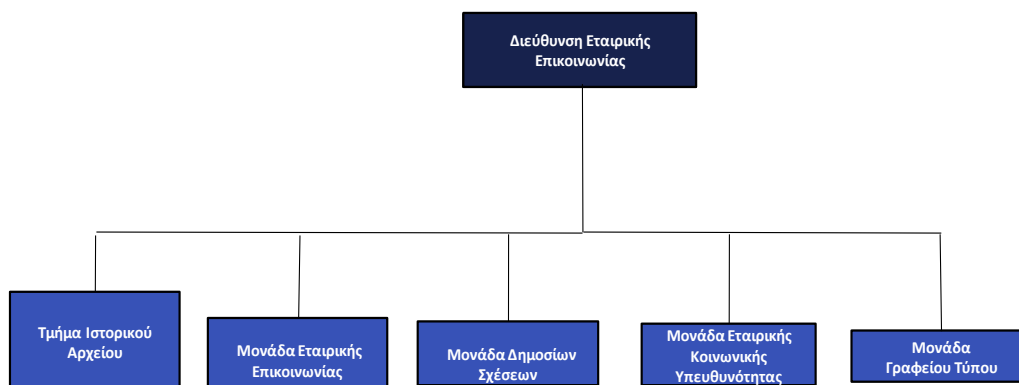 Διεύθυνση Εταιρικής
Επικοινωνίας
Τμήμα Ιστορικού
Αρχείου
Μονάδα Εταιρικής
Επικοινωνίας
Μονάδα Δημοσίων
Σχέσεων
Μονάδα Εταιρικής
Κοινωνικής
Υπευθυνότητας
Μονάδα
Γραφείου Τύπου